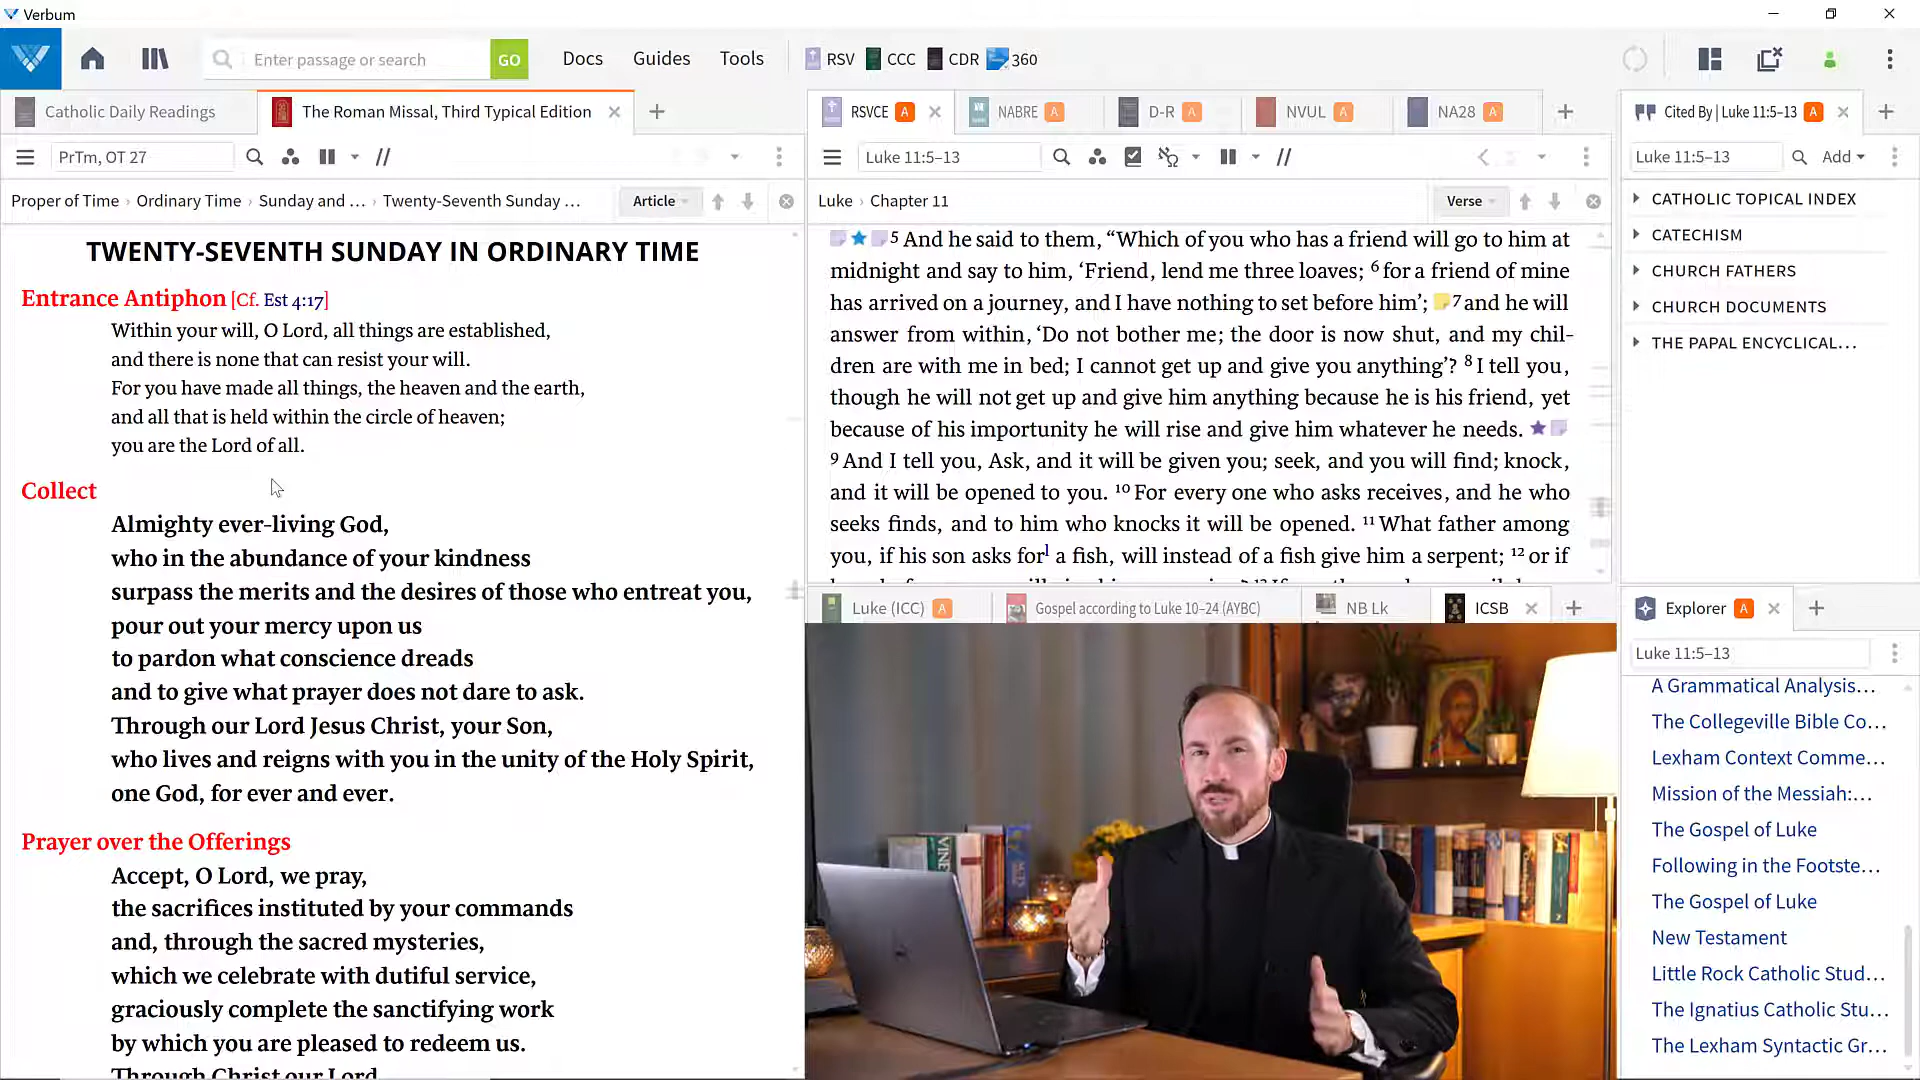 Verbum
Enter passage or search
GO
Docs
Guides
Tools
RSV
CCC
CDR
360
Catholic Daily Readings
The Roman Missal, Third Typical Edition
PrTm, OT 27
Proper of Time › Ordinary Time › Sunday and ... › Twenty-Seventh Sunday ...
Article
TWENTY-SEVENTH SUNDAY IN ORDINARY TIME
Entrance Antiphon [Cf. Est 4:17]
Within your will, O Lord, all things are established,
and there is none that can resist your will.
For you have made all things, the heaven and the earth,
and all that is held within the circle of heaven;
you are the Lord of all.
Collect
Almighty ever-living God,
who in the abundance of your kindness
surpass the merits and the desires of those who entreat you,
pour out your mercy upon us
to pardon what conscience dreads
and to give what prayer does not dare to ask.
Through our Lord Jesus Christ, your Son,
who lives and reigns with you in the unity of the Holy Spirit,
one God, for ever and ever.
Prayer over the Offerings
Accept, O Lord, we pray,
the sacrifices instituted by your commands
and, through the sacred mysteries,
which we celebrate with dutiful service,
graciously complete the sanctifying work
by which you are pleased to redeem us.
Through Christ our Lord
RSVCE A
NABRE A
D-R A
NVUL A
NA28 A
Luke 11:5–13
Luke › Chapter 11
Verse
5 And he said to them, “Which of you who has a friend will go to him at
midnight and say to him, ‘Friend, lend me three loaves; 6 for a friend of mine
has arrived on a journey, and I have nothing to set before him’; 7 and he will
answer from within, ‘Do not bother me; the door is now shut, and my chil-
dren are with me in bed; I cannot get up and give you anything’? 8 I tell you,
though he will not get up and give him anything because he is his friend, yet
because of his importunity he will rise and give him whatever he needs.
9 And I tell you, Ask, and it will be given you; seek, and you will find; knock,
and it will be opened to you. 10 For every one who asks receives, and he who
seeks finds, and to him who knocks it will be opened. 11 What father among
you, if his son asks for l a fish, will instead of a fish give him a serpent; 12 or if
Luke (ICC) A
Gospel according to Luke 10–24 (AYBC)
NB Lk
ICSB
Cited By | Luke 11:5–13 A
Luke 11:5–13
Add
CATHOLIC TOPICAL INDEX
CATECHISM
CHURCH FATHERS
CHURCH DOCUMENTS
THE PAPAL ENCYCLICAL...
Explorer A
Luke 11:5–13
A Grammatical Analysis...
The Collegeville Bible Co...
Lexham Context Comme...
Mission of the Messiah:...
The Gospel of Luke
Following in the Footste...
The Gospel of Luke
New Testament
Little Rock Catholic Stud...
The Ignatius Catholic Stu...
The Lexham Syntactic Gr...